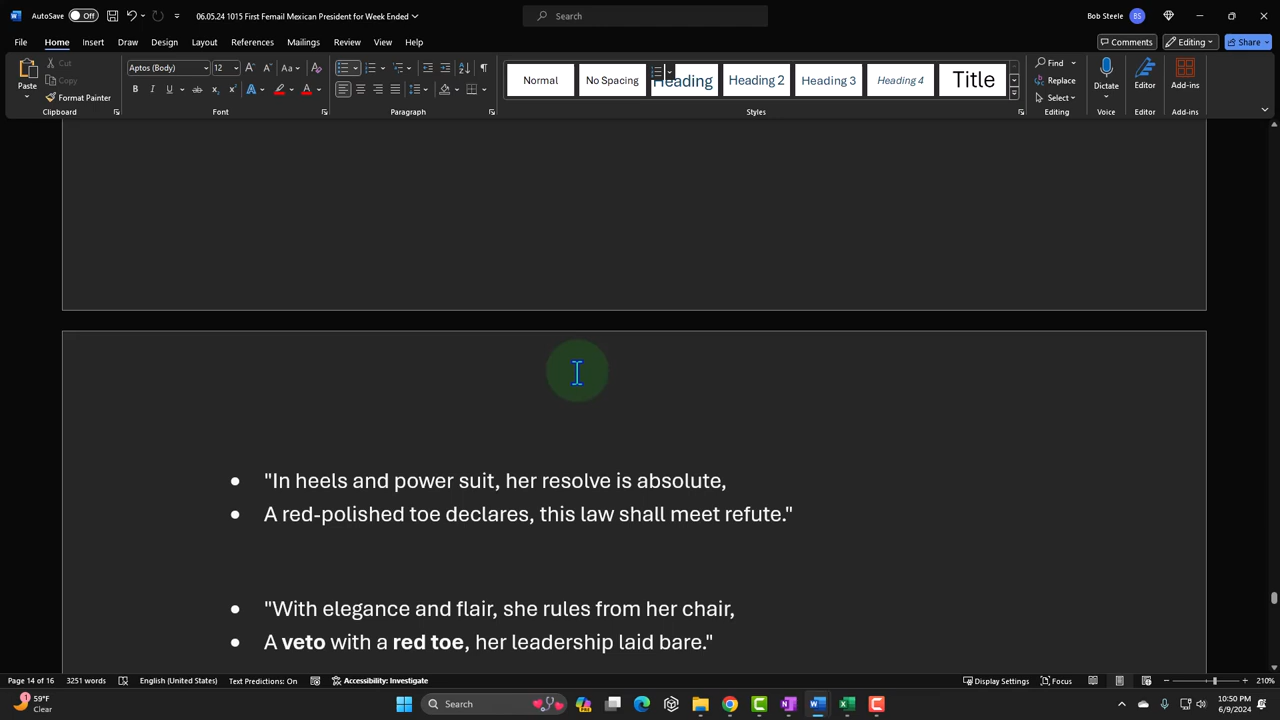 AutoSave
Off
06.05.24 1015 First Femail Mexican President for Week Ended
Search
Bob Steele
BS
File
Home
Insert
Draw
Design
Layout
References
Mailings
Review
View
Help
Comments
Editing
Share
Paste
Cut
Copy
Format Painter
Clipboard
Aptos (Body)
12
Font
Paragraph
Normal
No Spacing
Heading
Heading 2
Heading 3
Heading 4
Title
Styles
Find
Replace
Select
Editing
Dictate
Voice
Editor
Editor
Add-ins
Add-ins
• "In heels and power suit, her resolve is absolute,
• A red-polished toe declares, this law shall meet refute."
• "With elegance and flair, she rules from her chair,
• A veto with a red toe, her leadership laid bare."
Page 14 of 16
3251 words
English (United States)
Text Predictions: On
Accessibility: Investigate
Display Settings
Focus
210%
59°F
Clear
Search
10:50 PM
6/9/2024